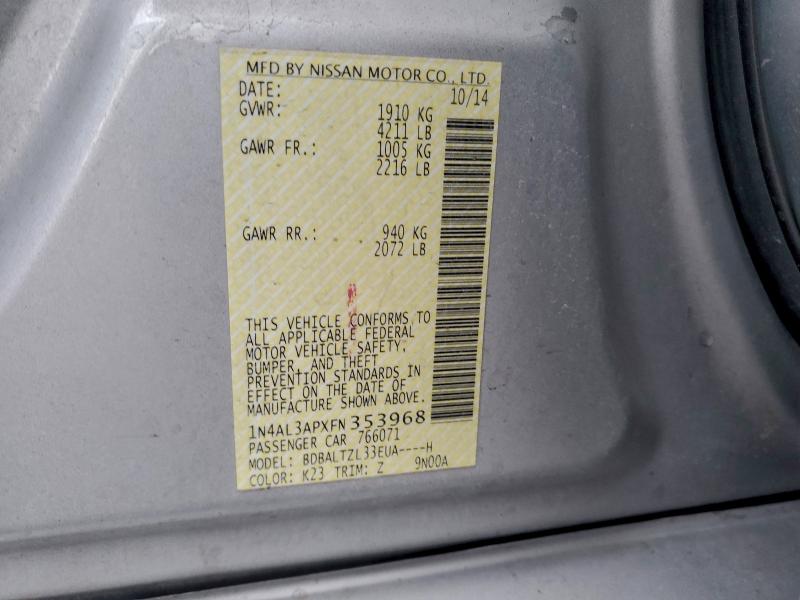 MFD BY NISSAN MOTOR CO., LTD.
DATE: 10/14
GVWR: 1910 KG
4211 LB
GAWR FR.: 1005 KG
2216 LB
GAWR RR.: 940 KG
2072 LB
THIS VEHICLE CONFORMS TO
ALL APPLICABLE FEDERAL
MOTOR VEHICLE SAFETY,
BUMPER, AND THEFT
PREVENTION STANDARDS IN
EFFECT ON THE DATE OF
MANUFACTURE SHOWN ABOVE.
1N4AL3APXFN353968
PASSENGER CAR 766071
MODEL: BDBALTZL33EUA----H
COLOR: K23 TRIM: Z 9N00A